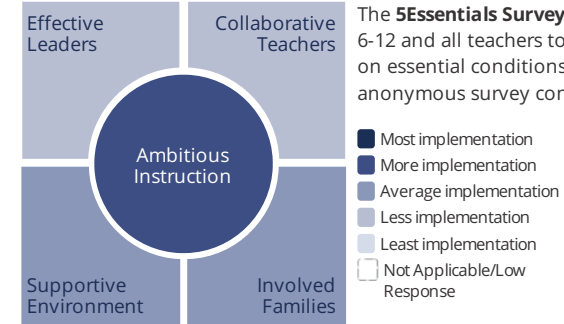 Effective
Leaders
Collaborative
Teachers
Ambitious
Instruction
Supportive
Environment
Involved
Families
The 5Essentials Survey
6-12 and all teachers to
on essential conditions
anonymous survey con
Most implementation
More implementation
Average implementation
Less implementation
Least implementation
Not Applicable/Low
Response